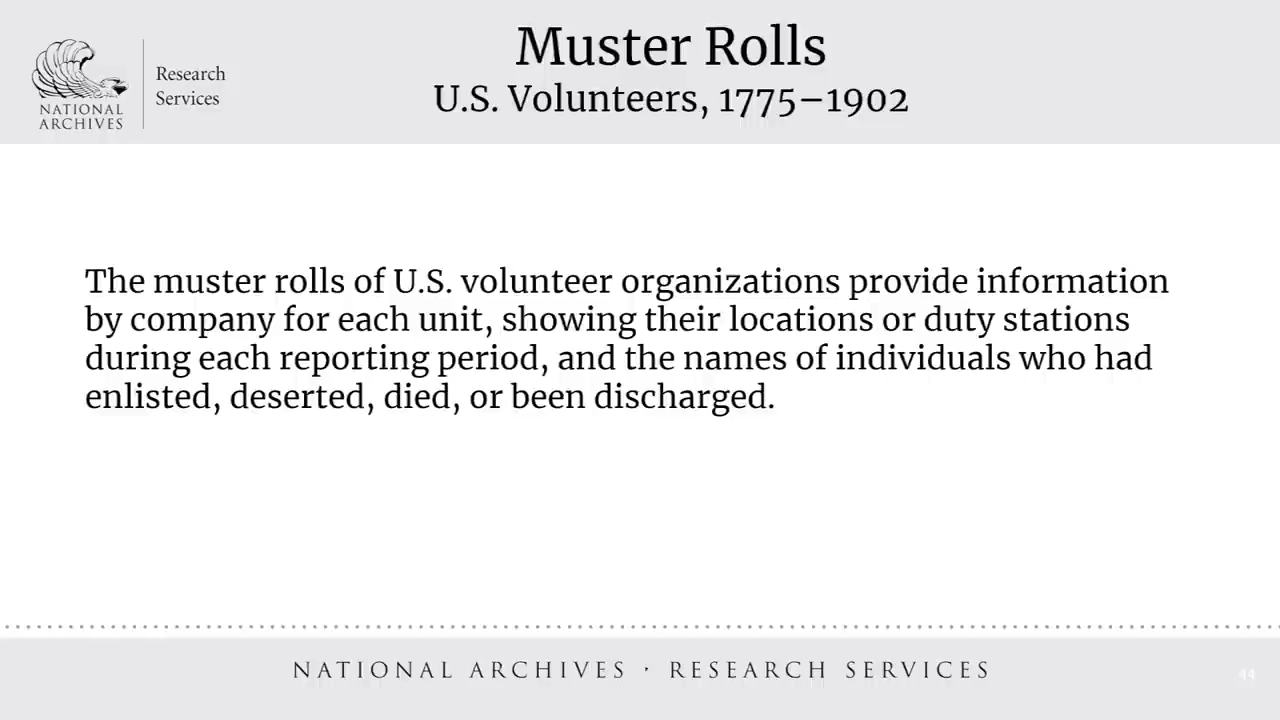 Muster Rolls
U.S. Volunteers, 1775–1902
NATIONAL
ARCHIVES
Research
Services
The muster rolls of U.S. volunteer organizations provide information
by company for each unit, showing their locations or duty stations
during each reporting period, and the names of individuals who had
enlisted, deserted, died, or been discharged.
NATIONAL ARCHIVES · RESEARCH SERVICES
44